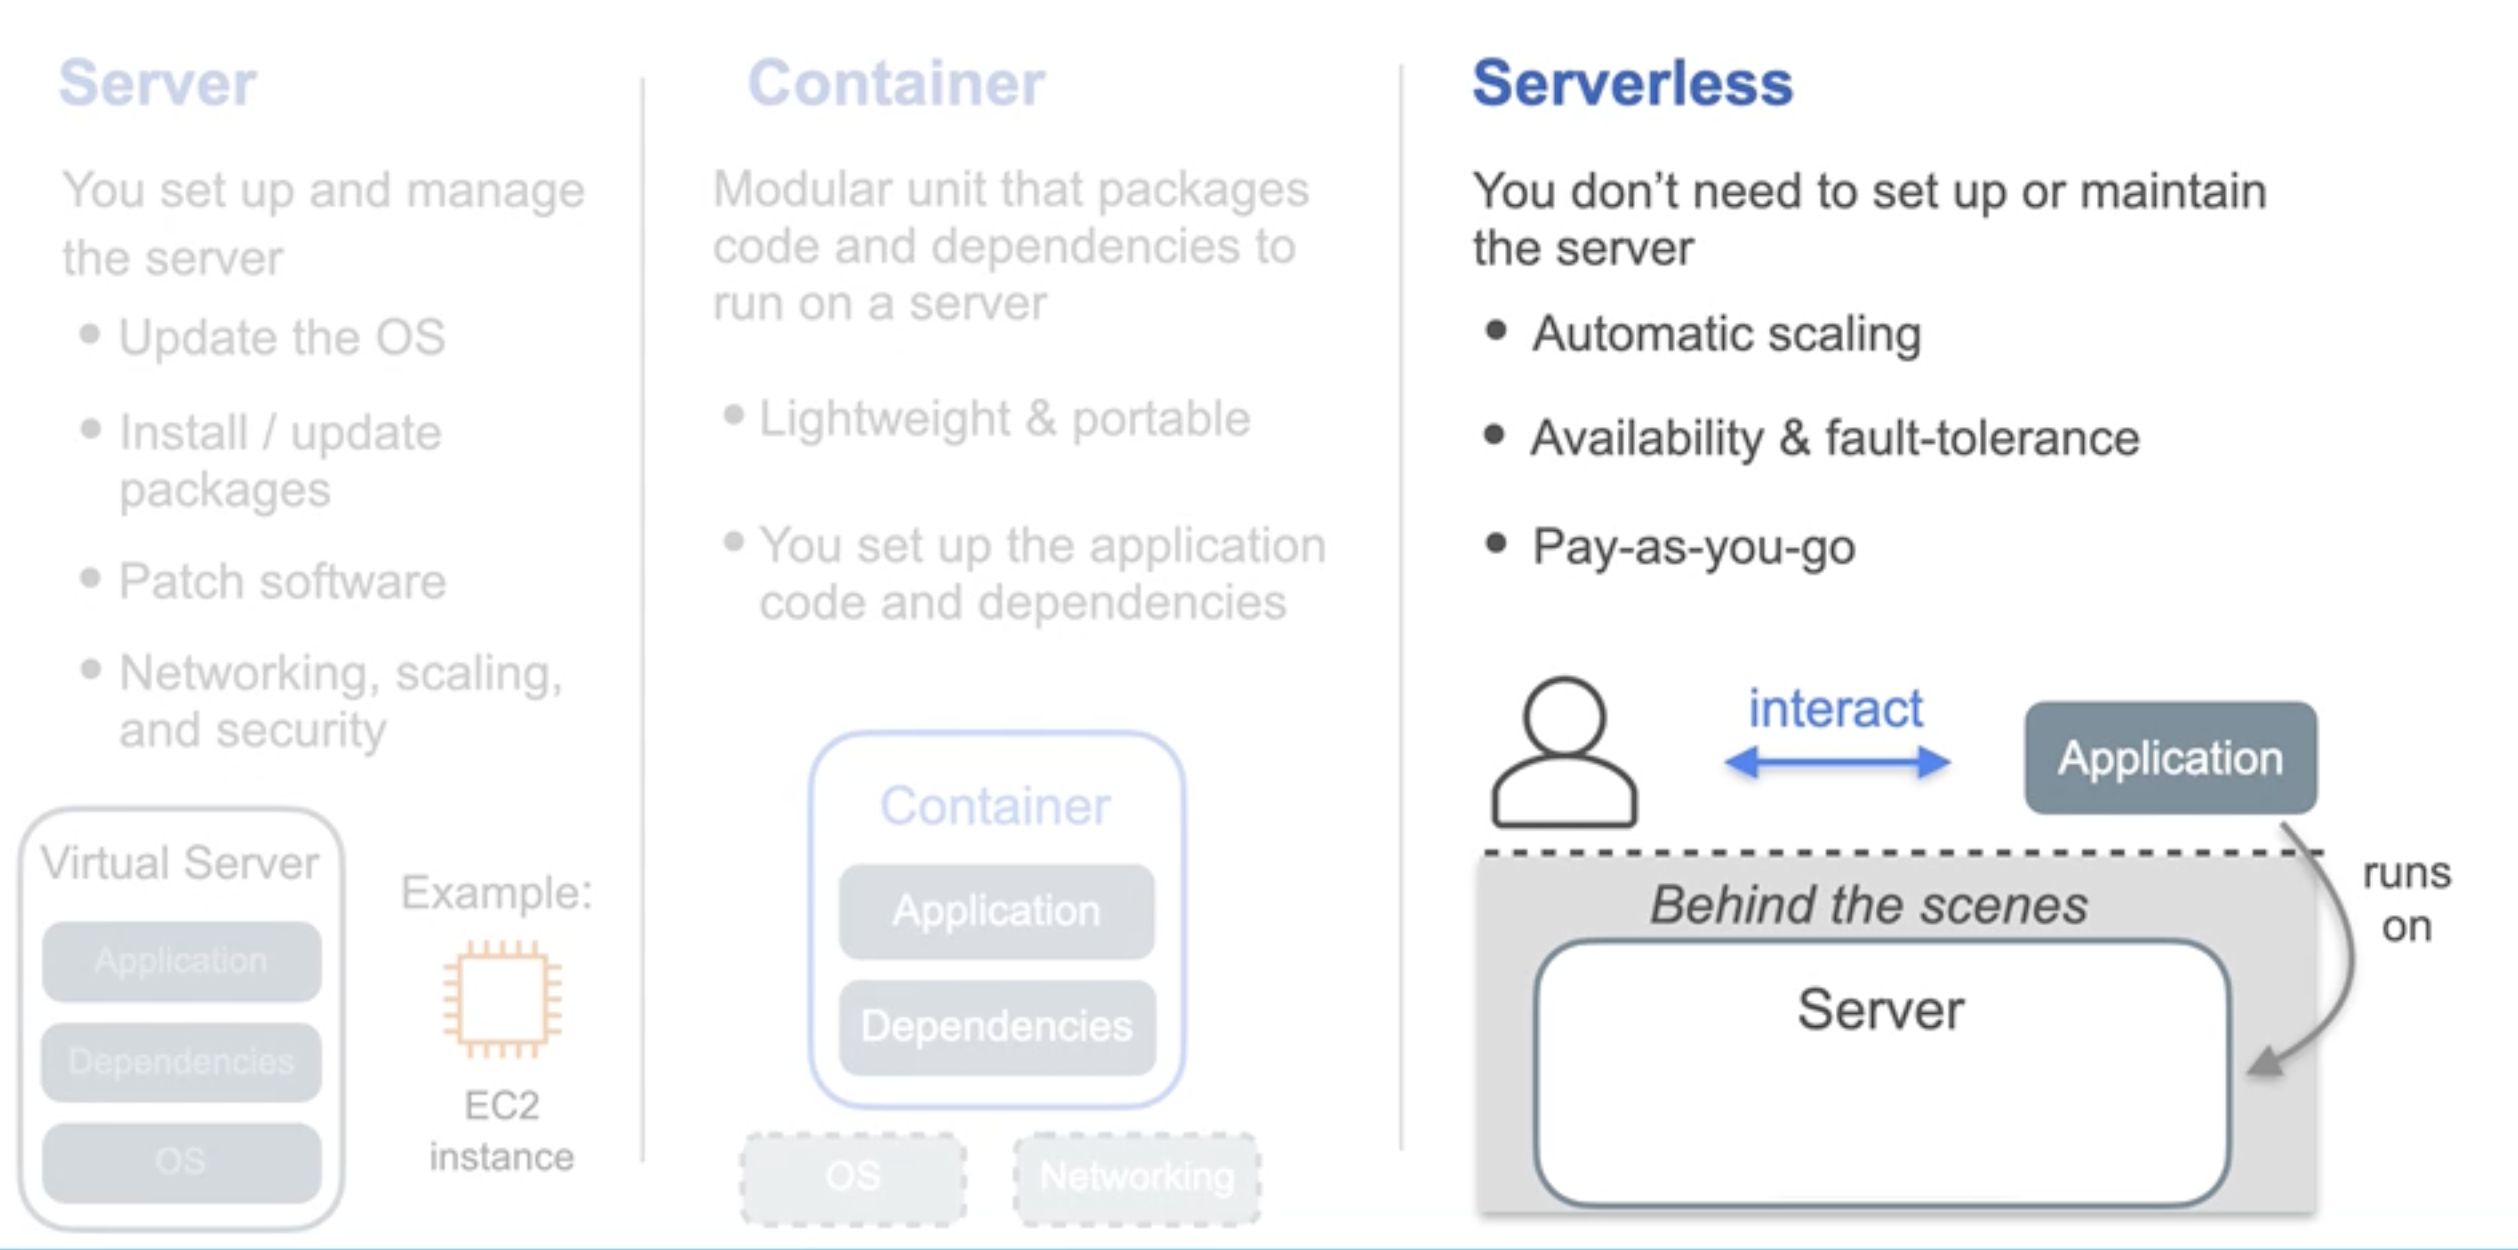 Server
You set up and manage
the server
• Update the OS
• Install / update
packages
• Patch software
• Networking, scaling,
and security
Virtual Server
Application
Dependencies
OS
Example:
EC2
instance
Container
Modular unit that packages
code and dependencies to
run on a server
• Lightweight & portable
• You set up the application
code and dependencies
Container
Application
Dependencies
OS
Networking
Serverless
You don’t need to set up or maintain
the server
• Automatic scaling
• Availability & fault-tolerance
• Pay-as-you-go
interact
Application
runs
on
Behind the scenes
Server